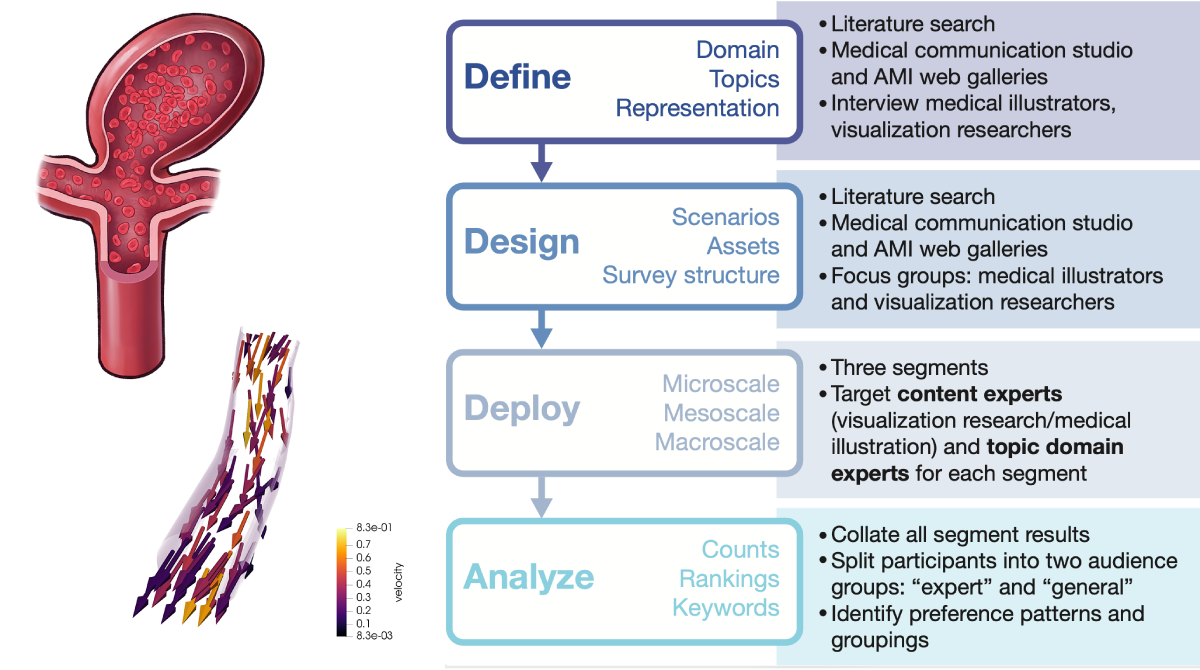 Define
Domain
Topics
Representation
• Literature search
• Medical communication studio
and AMI web galleries
• Interview medical illustrators,
visualization researchers
Design
Scenarios
Assets
Survey structure
• Literature search
• Medical communication studio
and AMI web galleries
• Focus groups: medical illustrators
and visualization researchers
Deploy
Microscale
Mesoscale
Macroscale
• Three segments
• Target content experts
(visualization research/medical
illustration) and topic domain
experts for each segment
Analyze
Counts
Rankings
Keywords
• Collate all segment results
• Split participants into two audience
groups: “expert” and “general”
• Identify preference patterns and
groupings
8.3e-01
0.7
0.6
0.5
0.4
0.3
0.2
0.1
8.3e-03
velocity